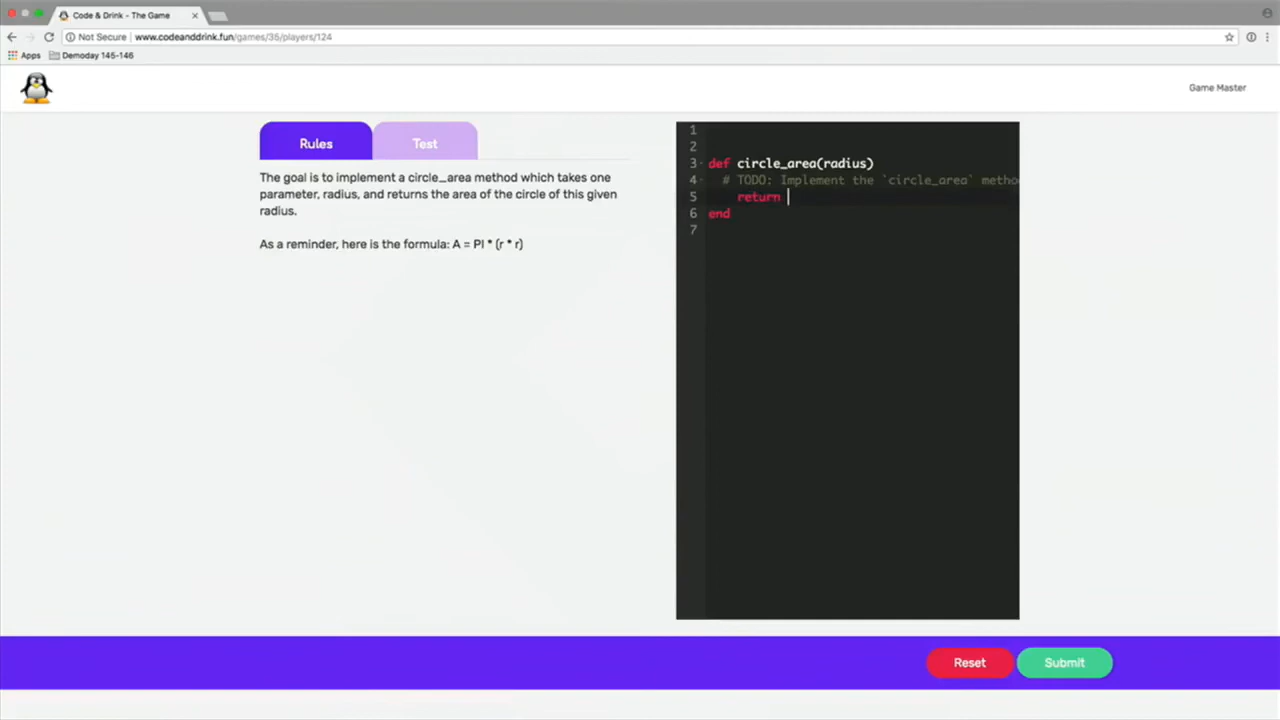 Code & Drink - The Game
Not Secure | www.codeanddrink.fun/games/36/players/124
Apps Demoday 145-146
Game Master
Rules Test
The goal is to implement a circle_area method which takes one
parameter, radius, and returns the area of the circle of this given
radius.
As a reminder, here is the formula: A = PI * (r * r)
1
2
3 def circle_area(radius)
4 # TODO: Implement the `circle_area` metho
5 return
6 end
7
Reset Submit